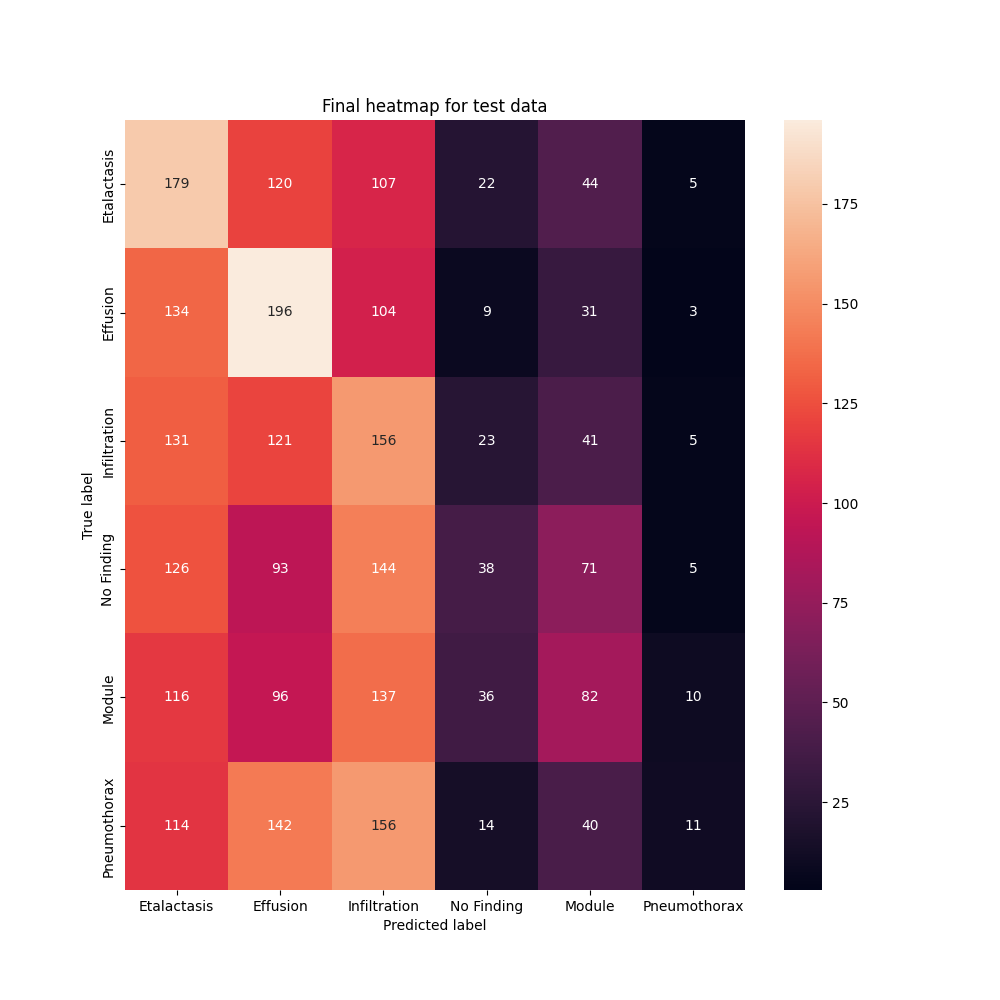 Final heatmap for test data
True label
Etalactasis 179 120 107 22 44 5
Effusion 134 196 104 9 31 3
Infiltration 131 121 156 23 41 5
No Finding 126 93 144 38 71 5
Module 116 96 137 36 82 10
Pneumothorax 114 142 156 14 40 11
Etalactasis Effusion Infiltration No Finding Module Pneumothorax
Predicted label
175
150
125
100
75
50
25